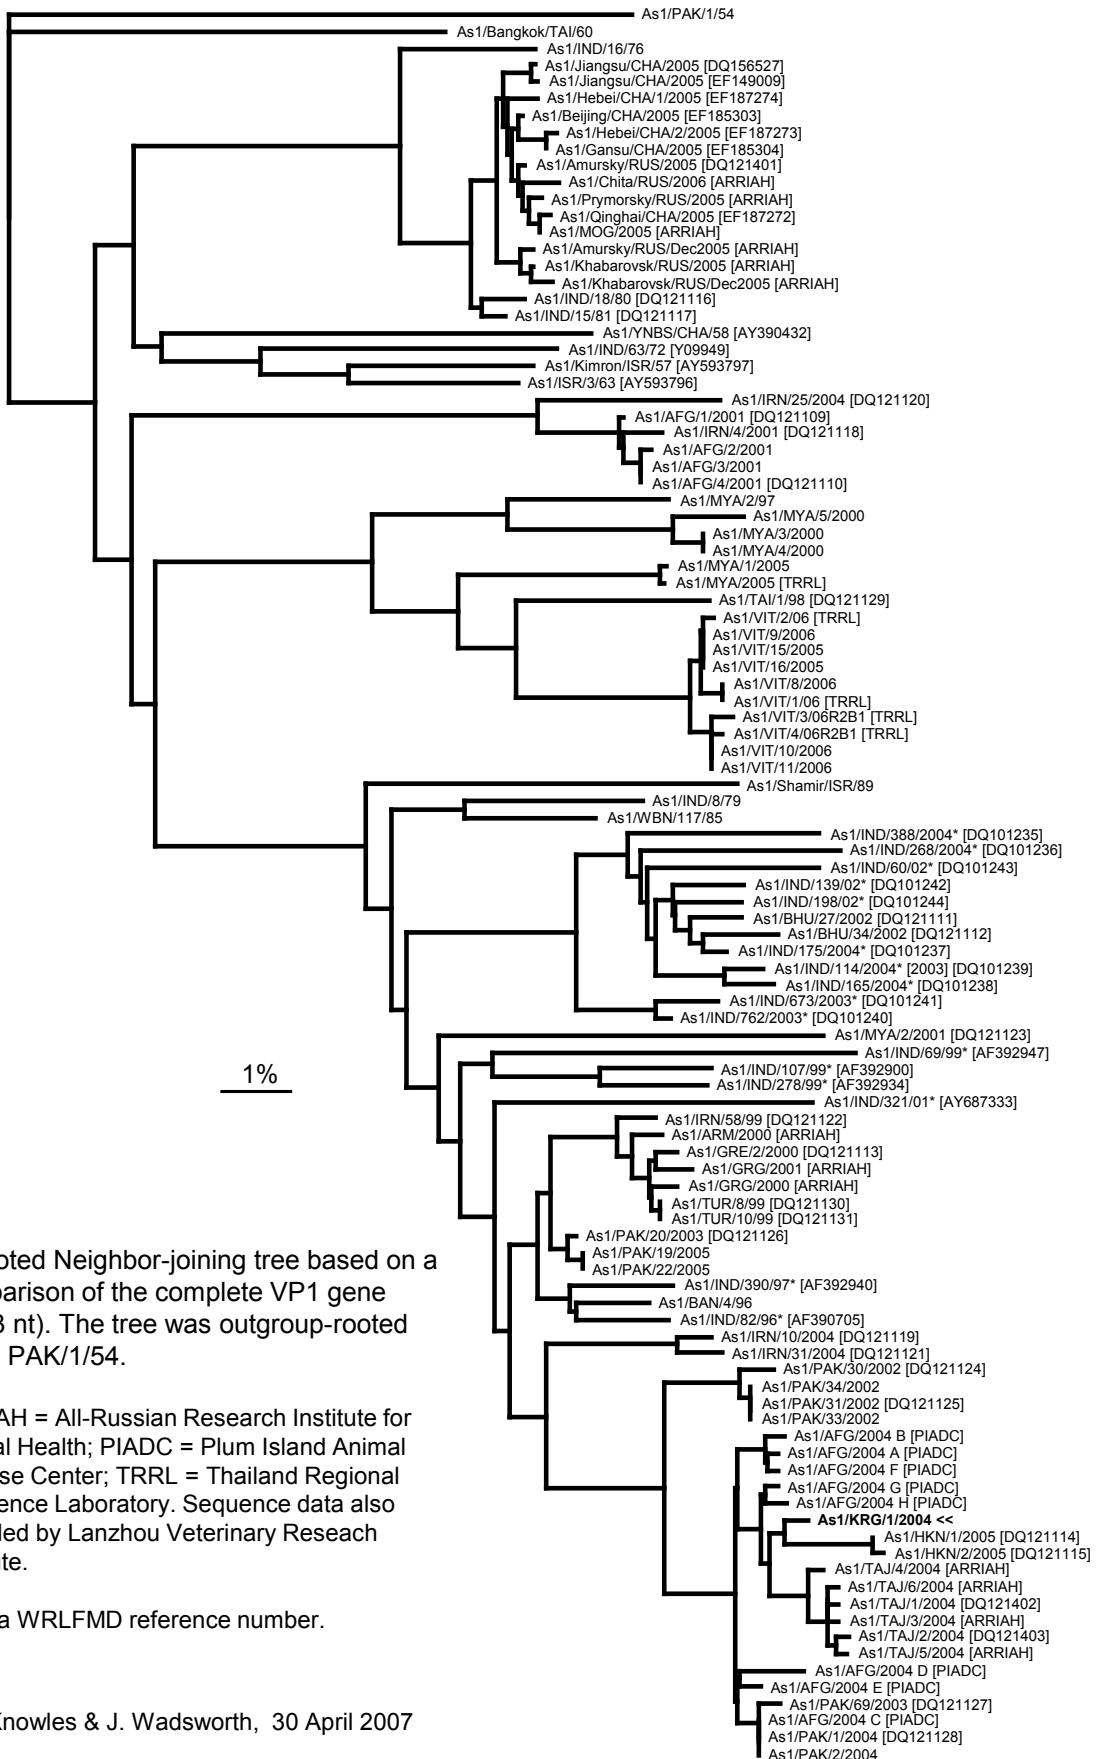 As1/PAK/1/54
As1/Bangkok/TAI/60
As1/IND/16/76
As1/Jiangsu/CHA/2005 [DQ156527]
As1/Jiangsu/CHA/2005 [EF149009]
As1/Hebei/CHA/1/2005 [EF187274]
As1/Beijing/CHA/2005 [EF185303]
As1/Hebei/CHA/2/2005 [EF187273]
As1/Gansu/CHA/2005 [EF185304]
As1/Amursky/RUS/2005 [DQ121401]
As1/Chita/RUS/2006 [ARRIAH]
As1/Prymorsky/RUS/2005 [ARRIAH]
As1/Qinghai/CHA/2005 [EF187272]
As1/MOG/2005 [ARRIAH]
As1/Amursky/RUS/Dec2005 [ARRIAH]
As1/Khabarovsk/RUS/2005 [ARRIAH]
As1/Khabarovsk/RUS/Dec2005 [ARRIAH]
As1/IND/18/80 [DQ121116]
As1/IND/15/81 [DQ121117]
As1/YNBS/CHA/58 [AY390432]
As1/IND/63/72 [Y09949]
As1/Kimron/ISR/57 [AY593797]
As1/ISR/3/63 [AY593796]
As1/IRN/25/2004 [DQ121120]
As1/AFG/1/2001 [DQ121109]
As1/IRN/4/2001 [DQ121118]
As1/AFG/2/2001
As1/AFG/3/2001
As1/AFG/4/2001 [DQ121110]
As1/MYA/2/97
As1/MYA/5/2000
As1/MYA/3/2000
As1/MYA/4/2000
As1/MYA/1/2005
As1/MYA/2005 [TRRL]
As1/TAI/1/98 [DQ121129]
As1/VIT/2/06 [TRRL]
As1/VIT/9/2006
As1/VIT/15/2005
As1/VIT/16/2005
As1/VIT/8/2006
As1/VIT/1/06 [TRRL]
As1/VIT/3/06R2B1 [TRRL]
As1/VIT/4/06R2B1 [TRRL]
As1/VIT/10/2006
As1/VIT/11/2006
As1/Shamir/ISR/89
As1/IND/8/79
As1/WBN/117/85
As1/IND/388/2004* [DQ101235]
As1/IND/268/2004* [DQ101236]
As1/IND/60/02* [DQ101243]
As1/IND/139/02* [DQ101242]
As1/IND/198/02* [DQ101244]
As1/BHU/27/2002 [DQ121111]
As1/BHU/34/2002 [DQ121112]
As1/IND/175/2004* [DQ101237]
As1/IND/114/2004* [2003] [DQ101239]
As1/IND/165/2004* [DQ101238]
As1/IND/673/2003* [DQ101241]
As1/IND/762/2003* [DQ101240]
As1/MYA/2/2001 [DQ121123]
As1/IND/69/99* [AF392947]
As1/IND/107/99* [AF392900]
As1/IND/278/99* [AF392934]
As1/IND/321/01* [AY687333]
As1/IRN/58/99 [DQ121122]
As1/ARM/2000 [ARRIAH]
As1/GRE/2/2000 [DQ121113]
As1/GRG/2001 [ARRIAH]
As1/GRG/2000 [ARRIAH]
As1/TUR/8/99 [DQ121130]
As1/TUR/10/99 [DQ121131]
As1/PAK/20/2003 [DQ121126]
As1/PAK/19/2005
As1/PAK/22/2005
As1/IND/390/97* [AF392940]
As1/BAN/4/96
As1/IND/82/96* [AF390705]
As1/IRN/10/2004 [DQ121119]
As1/IRN/31/2004 [DQ121121]
As1/PAK/30/2002 [DQ121124]
As1/PAK/34/2002
As1/PAK/31/2002 [DQ121125]
As1/PAK/33/2002
As1/AFG/2004 B [PIADC]
As1/AFG/2004 A [PIADC]
As1/AFG/2004 F [PIADC]
As1/AFG/2004 G [PIADC]
As1/AFG/2004 H [PIADC]
As1/KRG/1/2004 <<
As1/HKN/1/2005 [DQ121114]
As1/HKN/2/2005 [DQ121115]
As1/TAJ/4/2004 [ARRIAH]
As1/TAJ/6/2004 [ARRIAH]
As1/TAJ/1/2004 [DQ121402]
As1/TAJ/3/2004 [ARRIAH]
As1/TAJ/2/2004 [DQ121403]
As1/TAJ/5/2004 [ARRIAH]
As1/AFG/2004 D [PIADC]
As1/AFG/2004 E [PIADC]
As1/PAK/69/2003 [DQ121127]
As1/AFG/2004 C [PIADC]
As1/PAK/1/2004 [DQ121128]
As1/PAK/2/2004
1%
oted Neighbor-joining tree based on a
parison of the complete VP1 gene
3 nt). The tree was outgroup-rooted
PAK/1/54.
AH = All-Russian Research Institute for
al Health; PIADC = Plum Island Animal
se Center; TRRL = Thailand Regional
ence Laboratory. Sequence data also
ded by Lanzhou Veterinary Reseach
te.
a WRLFMD reference number.
Knowles & J. Wadsworth, 30 April 2007